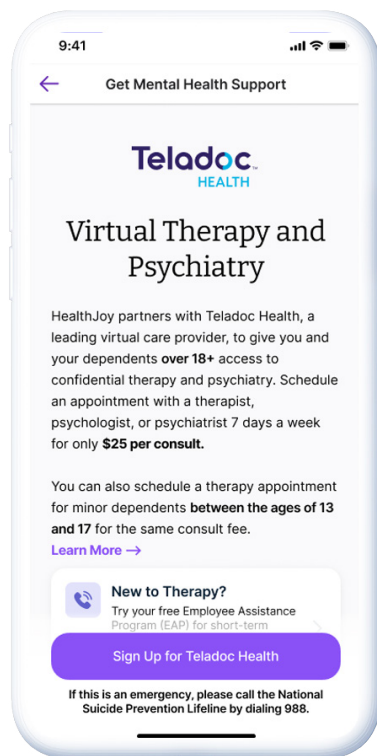 9:41
Get Mental Health Support
Teladoc™
HEALTH
Virtual Therapy and
Psychiatry
HealthJoy partners with Teladoc Health, a
leading virtual care provider, to give you and
your dependents over 18+ access to
confidential therapy and psychiatry. Schedule
an appointment with a therapist,
psychologist, or psychiatrist 7 days a week
for only $25 per consult.
You can also schedule a therapy appointment
for minor dependents between the ages of 13
and 17 for the same consult fee.
Learn More →
New to Therapy?
Try your free Employee Assistance
Program (EAP) for short-term
Sign Up for Teladoc Health
If this is an emergency, please call the National
Suicide Prevention Lifeline by dialing 988.